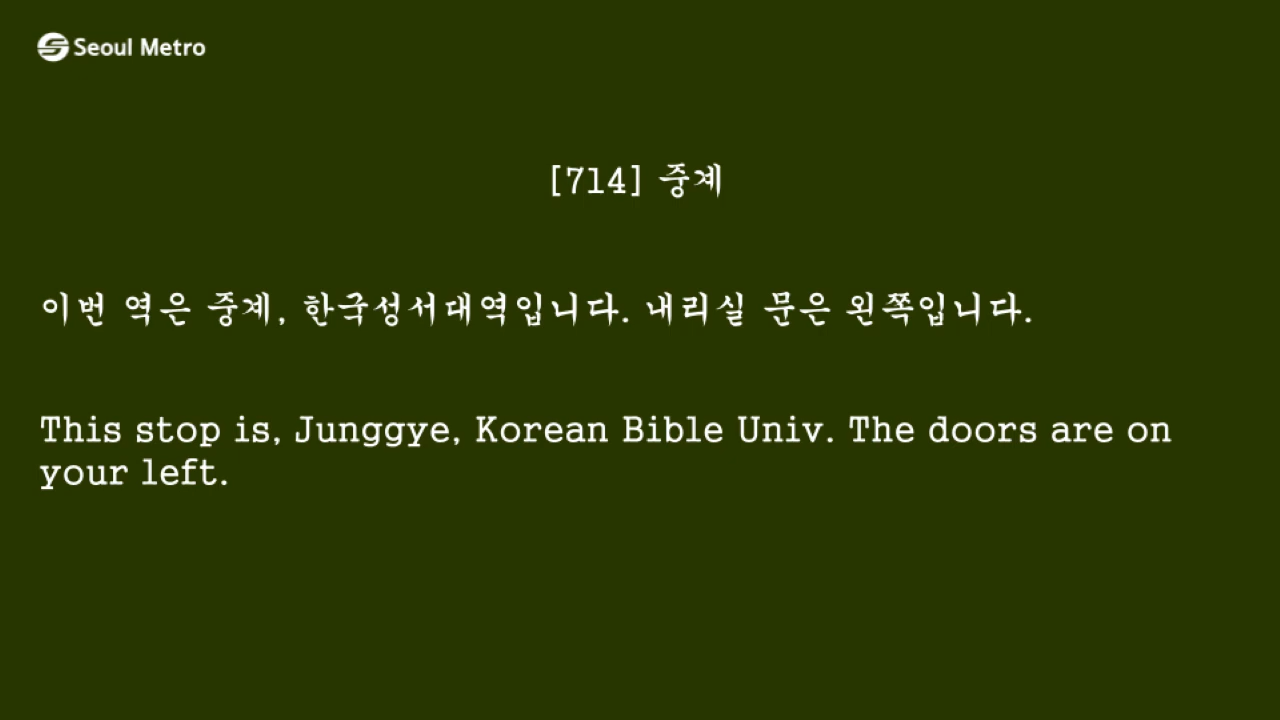 Seoul Metro
[714] 중계
이번 역은 중계, 한국성서대역입니다. 내리실 문은 왼쪽입니다.
This stop is, Junggye, Korean Bible Univ. The doors are on
your left.